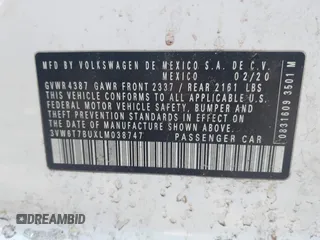 MFD BY VOLKSWAGEN DE MEXICO S.A. DE C.V.
MEXICO 02/20
GVWR 4387 GAWR FRONT 2337 / REAR 2161 LBS
THIS VEHICLE CONFORMS TO ALL APPLICABLE
FEDERAL MOTOR VEHICLE SAFETY, BUMPER, AND
THEFT PREVENTION STANDARDS IN EFFECT ON
THE DATE OF MANUFACTURE SHOWN ABOVE.
3VW6T7BUXLM038747 PASSENGER CAR
0831609 3501 M
DREAMBID